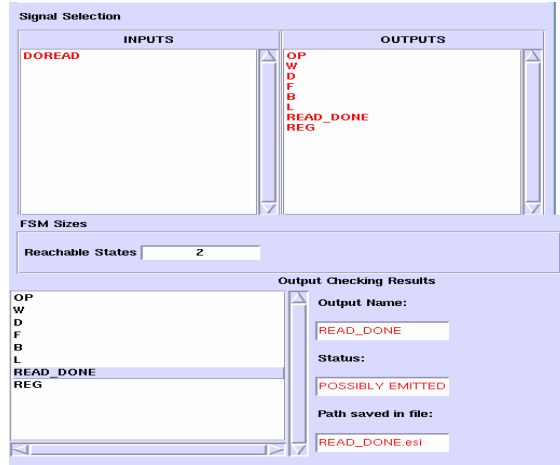 Signal Selection
INPUTS
DOREAD
OUTPUTS
OP
W
D
F
B
L
READ_DONE
REG
FSM Sizes
Reachable States 2
Output Checking Results
OP
W
D
F
B
L
READ_DONE
REG
Output Name:
READ_DONE
Status:
POSSIBLY EMITTED
Path saved in file:
READ_DONE.esi